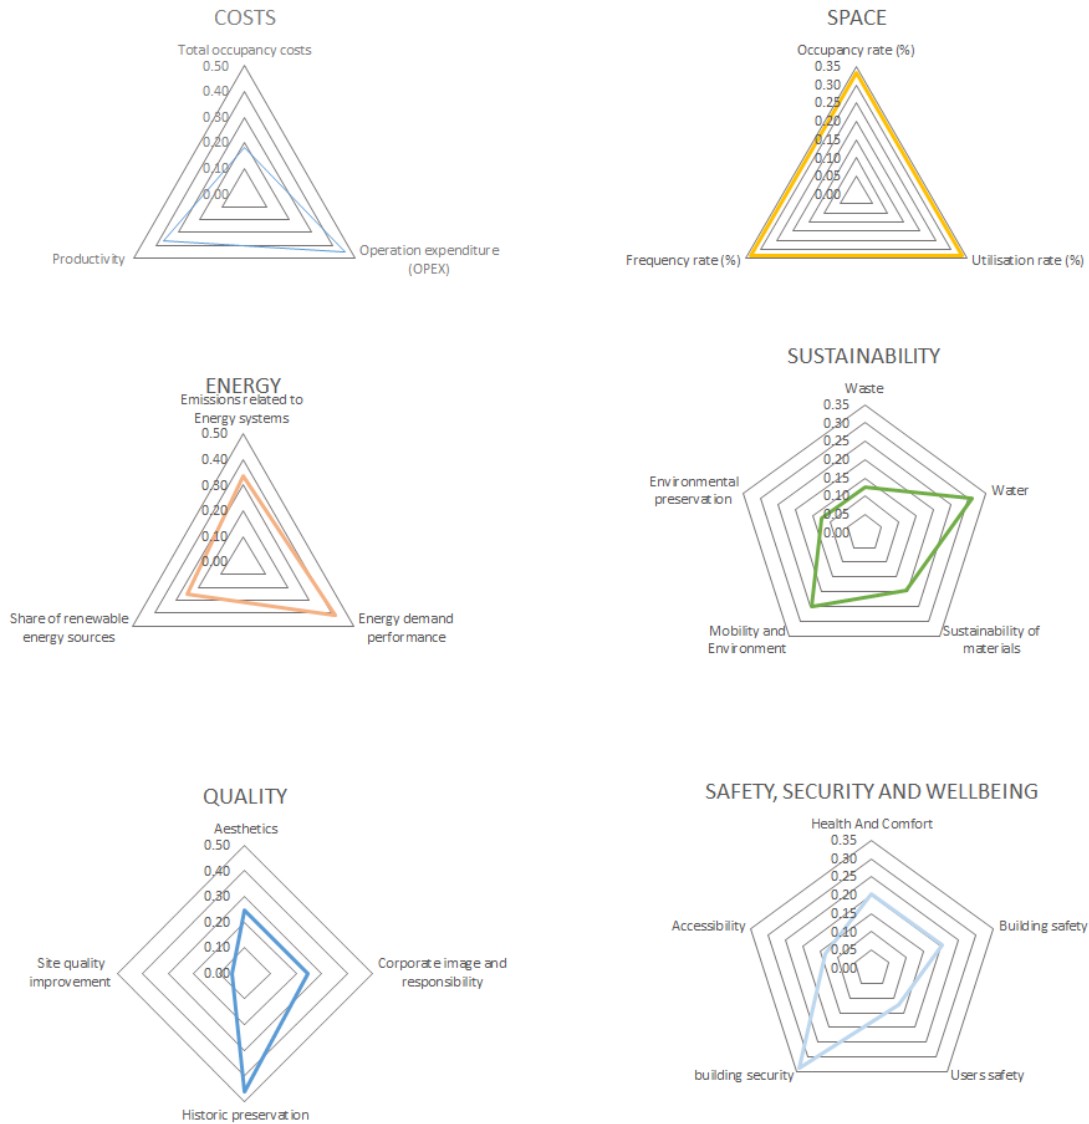 COSTS
Total occupancy costs
0.50
0.40
0.30
0.20
0.10
0.00
Productivity
Operation expenditure
(OPEX)
SPACE
Occupancy rate (%)
0.35
0.30
0.25
0.20
0.15
0.10
0.05
0.00
Frequency rate (%)
Utilisation rate (%)
ENERGY
Emissions related to
Energy systems
0.50
0.40
0.30
0.20
0.10
0.00
Share of renewable
energy sources
Energy demand
performance
SUSTAINABILITY
Waste
0.35
0.30
0.25
0.20
0.15
0.10
0.05
0.00
Environmental
preservation
Water
Mobility and
Environment
Sustainability of
materials
QUALITY
Aesthetics
0.50
0.40
0.30
0.20
0.10
0.00
Site quality
improvement
Corporate image and
responsibility
Historic preservation
SAFETY, SECURITY AND WELLBEING
Health And Comfort
0.35
0.30
0.25
0.20
0.15
0.10
0.05
0.00
Accessibility
Building safety
building security
Users safety